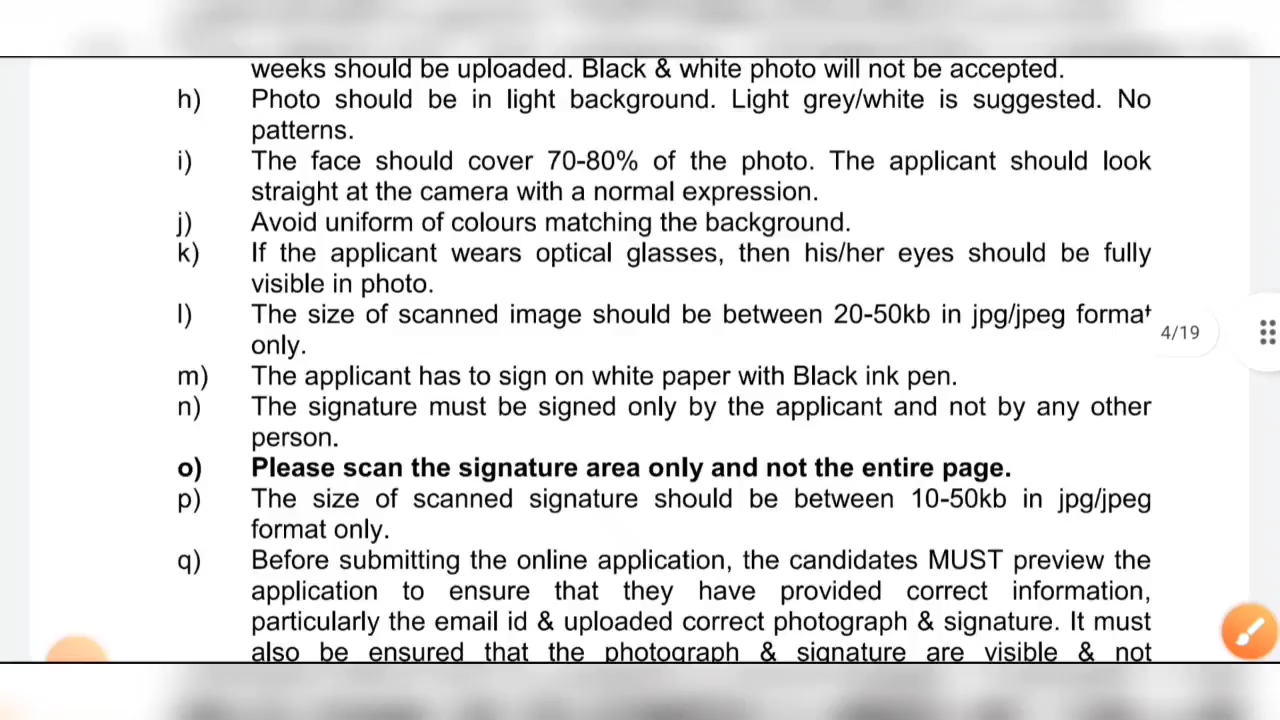 weeks should be uploaded. Black & white photo will not be accepted.
h) Photo should be in light background. Light grey/white is suggested. No
patterns.
i) The face should cover 70-80% of the photo. The applicant should look
straight at the camera with a normal expression.
j) Avoid uniform of colours matching the background.
k) If the applicant wears optical glasses, then his/her eyes should be fully
visible in photo.
l) The size of scanned image should be between 20-50kb in jpg/jpeg format
only.
4/19
m) The applicant has to sign on white paper with Black ink pen.
n) The signature must be signed only by the applicant and not by any other
person.
o) Please scan the signature area only and not the entire page.
p) The size of scanned signature should be between 10-50kb in jpg/jpeg
format only.
q) Before submitting the online application, the candidates MUST preview the
application to ensure that they have provided correct information,
particularly the email id & uploaded correct photograph & signature. It must
also be ensured that the photograph & signature are visible & not